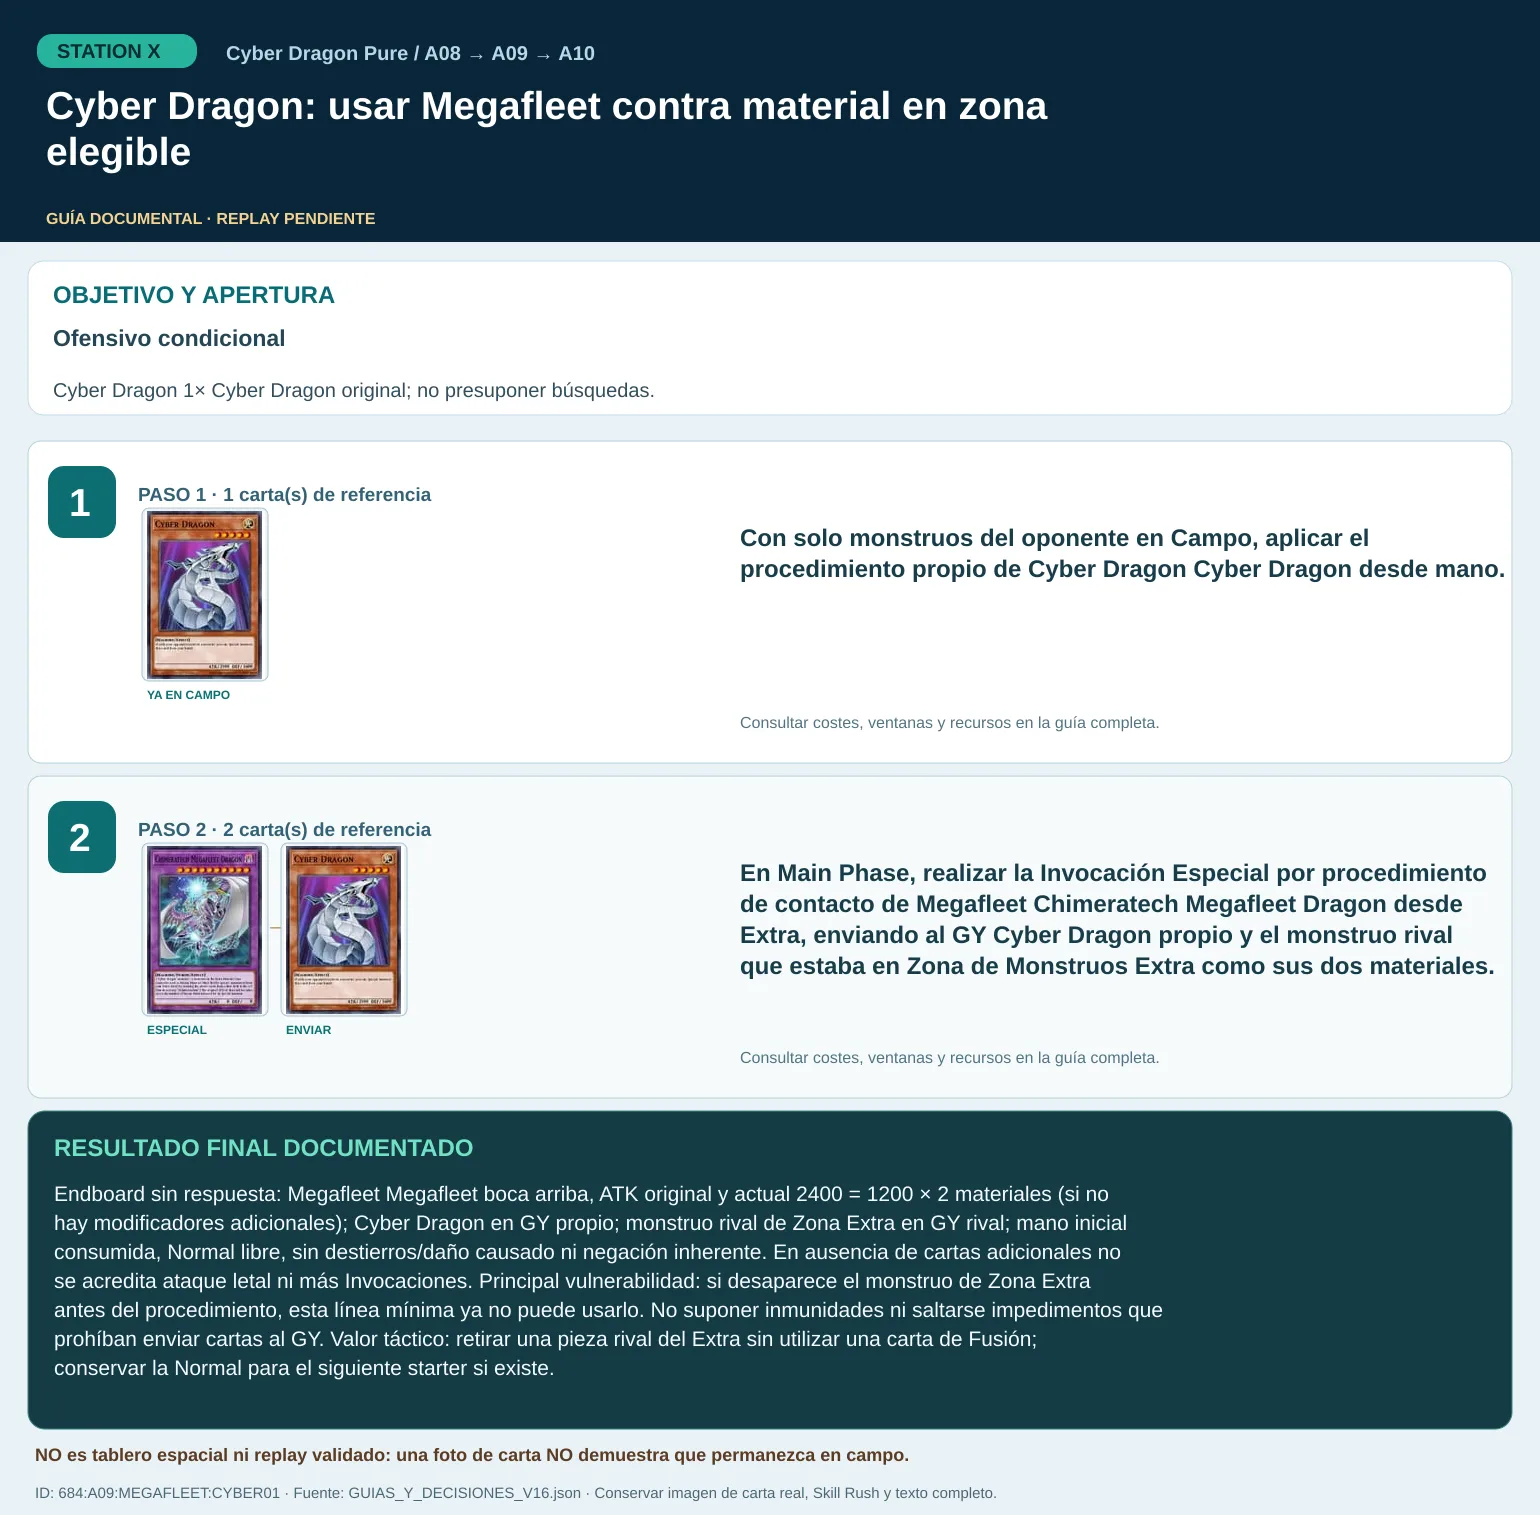 STATION X
Cyber Dragon Pure / A08 → A09 → A10
Cyber Dragon: usar Megafleet contra material en zona
elegible
GUÍA DOCUMENTAL · REPLAY PENDIENTE
OBJETIVO Y APERTURA
Ofensivo condicional
Cyber Dragon 1× Cyber Dragon original; no presuponer búsquedas.
1
PASO 1 · 1 carta(s) de referencia
CYBER DRAGON
YA EN CAMPO
Con solo monstruos del oponente en Campo, aplicar el
procedimiento propio de Cyber Dragon Cyber Dragon desde mano.
Consultar costes, ventanas y recursos en la guía completa.
2
PASO 2 · 2 carta(s) de referencia
CHIMERATECH MEGAFLEET DRAGON
CYBER DRAGON
ESPECIAL
ENVIAR
En Main Phase, realizar la Invocación Especial por procedimiento
de contacto de Megafleet Chimeratech Megafleet Dragon desde
Extra, enviando al GY Cyber Dragon propio y el monstruo rival
que estaba en Zona de Monstruos Extra como sus dos materiales.
Consultar costes, ventanas y recursos en la guía completa.
RESULTADO FINAL DOCUMENTADO
Endboard sin respuesta: Megafleet Megafleet boca arriba, ATK original y actual 2400 = 1200 × 2 materiales (si no
hay modificadores adicionales); Cyber Dragon en GY propio; monstruo rival de Zona Extra en GY rival; mano inicial
consumida, Normal libre, sin destierros/daño causado ni negación inherente. En ausencia de cartas adicionales no
se acredita ataque letal ni más Invocaciones. Principal vulnerabilidad: si desaparece el monstruo de Zona Extra
antes del procedimiento, esta línea mínima ya no puede usarlo. No suponer inmunidades ni saltarse impedimentos que
prohíban enviar cartas al GY. Valor táctico: retirar una pieza rival del Extra sin utilizar una carta de Fusión;
conservar la Normal para el siguiente starter si existe.
NO es tablero espacial ni replay validado: una foto de carta NO demuestra que permanezca en campo.
ID: 684:A09:MEGAFLEET:CYBER01 · Fuente: GUIAS_Y_DECISIONES_V16.json · Conservar imagen de carta real, Skill Rush y texto completo.